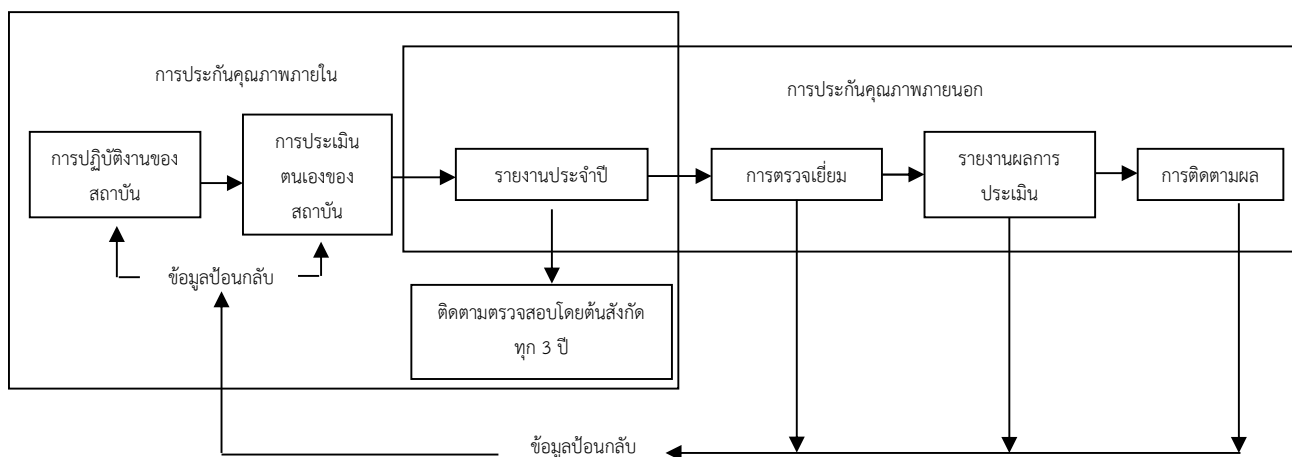 การประกันคุณภาพภายใน
การประกันคุณภาพภายนอก
การปฏิบัติงานของ
สถาบัน
การประเมิน
ตนเองของ
สถาบัน
รายงานประจำปี
การตรวจเยี่ยม
รายงานผลการ
ประเมิน
การติดตามผล
ข้อมูลป้อนกลับ
ติดตามตรวจสอบโดยต้นสังกัด
ทุก 3 ปี
ข้อมูลป้อนกลับ